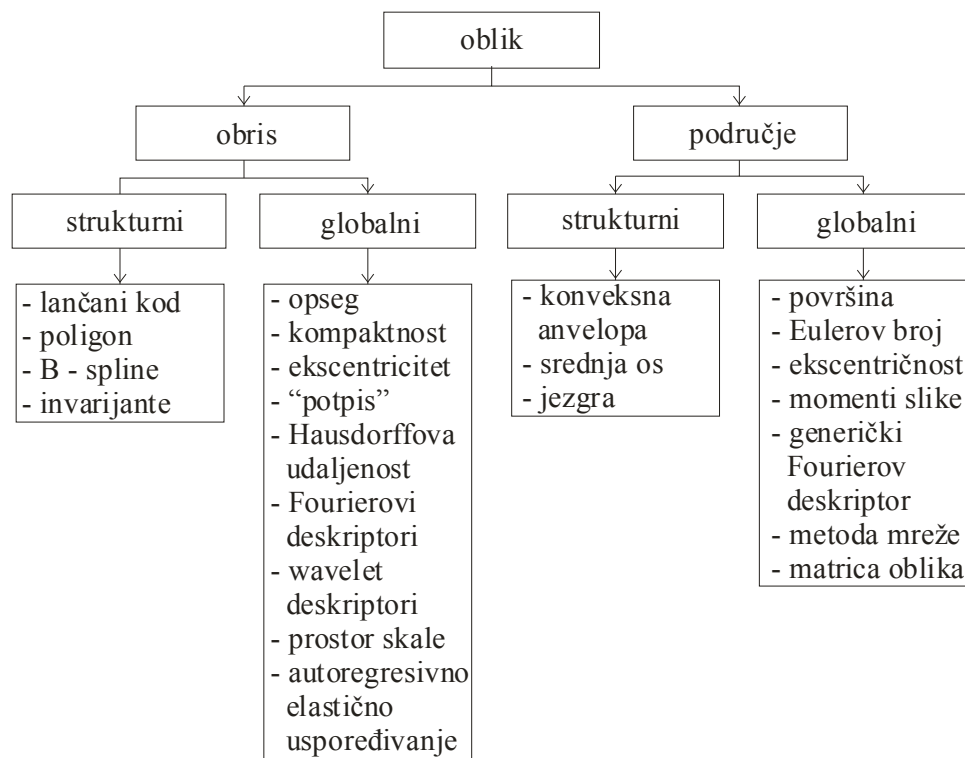 oblik
obris
područje
strukturni
globalni
strukturni
globalni
- lančani kod
- poligon
- B - spline
- invarijante
- opseg
- kompaktnost
- ekscentricitet
- “potpis”
- Hausdorffova
udaljenost
- Fourierovi
deskriptori
- wavelet
deskriptori
- prostor skale
- autoregresivno
elastično
uspoređivanje
- konveksna
anvelopa
- srednja os
- jezgra
- površina
- Eulerov broj
- ekscentričnost
- momenti slike
- generički
Fourierov
deskriptor
- metoda mreže
- matrica oblika